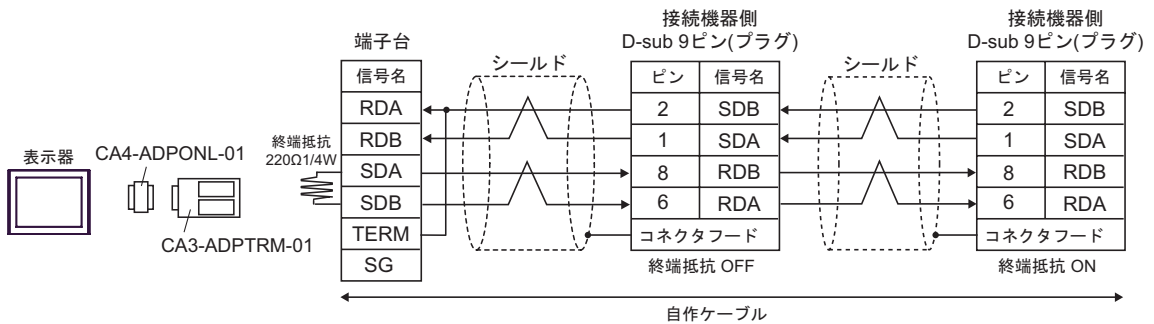 表示器
CA4-ADPONL-01
CA3-ADPTRM-01
終端抵抗
220Ω1/4W
端子台
信号名
RDA
RDB
SDA
SDB
TERM
SG
シールド
接続機器側
D-sub 9ピン(プラグ)
ピン 信号名
2 SDB
1 SDA
8 RDB
6 RDA
コネクタフード
終端抵抗 OFF
シールド
接続機器側
D-sub 9ピン(プラグ)
ピン 信号名
2 SDB
1 SDA
8 RDB
6 RDA
コネクタフード
終端抵抗 ON
自作ケーブル